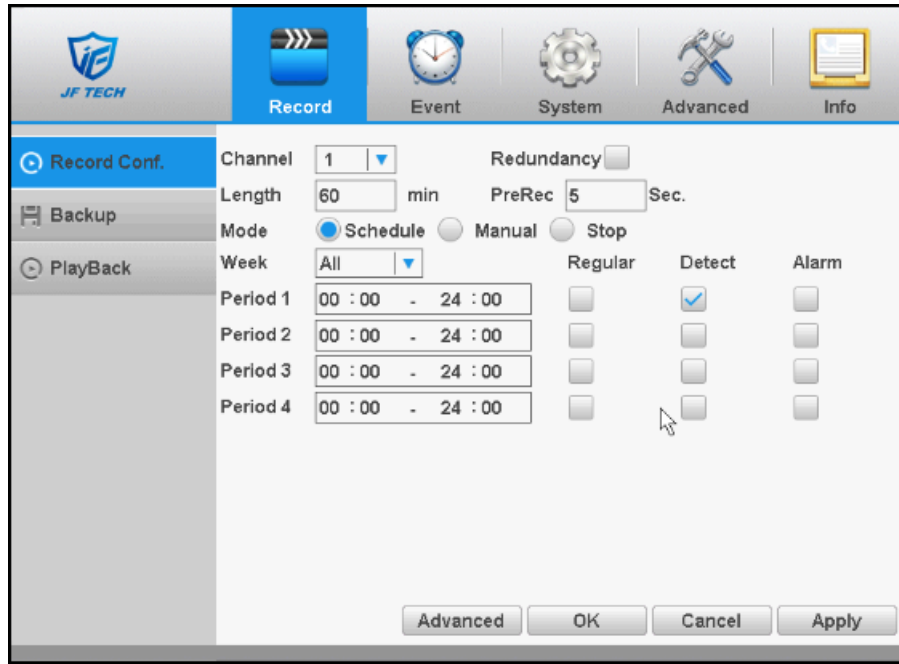 JF TECH
Record Event System Advanced Info
Record Conf.
Backup
PlayBack
Channel 1 Redundancy
Length 60 min PreRec 5 Sec.
Mode Schedule Manual Stop
Week All Regular Detect Alarm
Period 1 00 : 00 - 24 : 00
Period 2 00 : 00 - 24 : 00
Period 3 00 : 00 - 24 : 00
Period 4 00 : 00 - 24 : 00
Advanced OK Cancel Apply